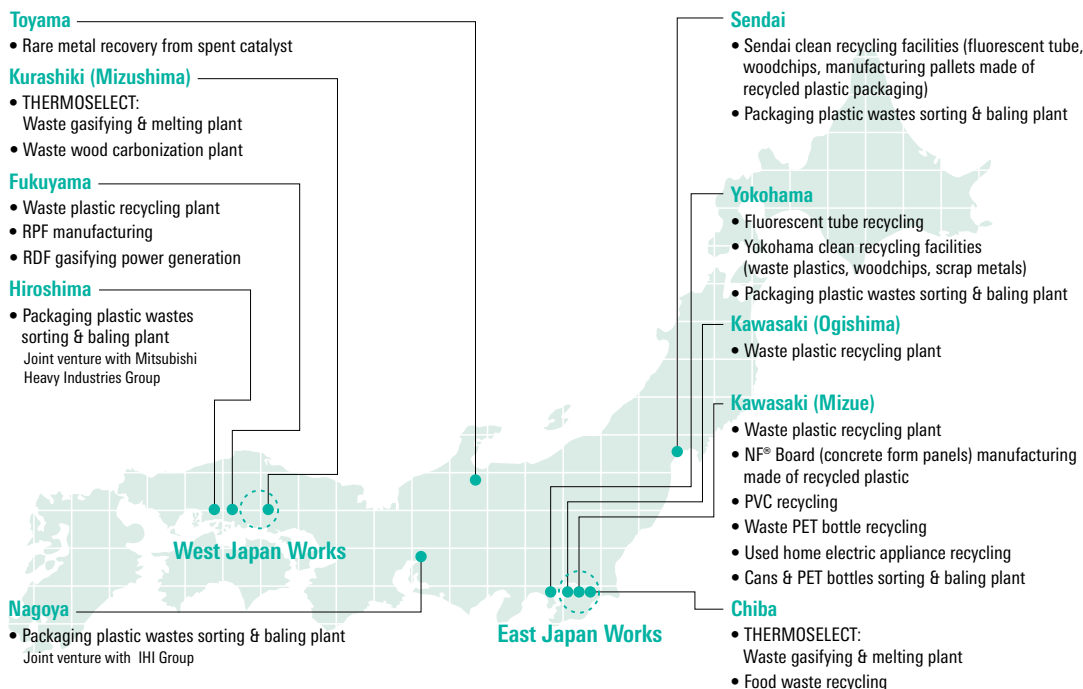 Toyama
• Rare metal recovery from spent catalyst
Kurashiki (Mizushima)
• THERMOSELECT:
Waste gasifying & melting plant
• Waste wood carbonization plant
Fukuyama
• Waste plastic recycling plant
• RPF manufacturing
• RDF gasifying power generation
Hiroshima
• Packaging plastic wastes
sorting & baling plant
Joint venture with Mitsubishi
Heavy Industries Group
West Japan Works
Nagoya
• Packaging plastic wastes sorting & baling plant
Joint venture with IHI Group
Sendai
• Sendai clean recycling facilities (fluorescent tube,
woodchips, manufacturing pallets made of
recycled plastic packaging)
• Packaging plastic wastes sorting & baling plant
Yokohama
• Fluorescent tube recycling
• Yokohama clean recycling facilities
(waste plastics, woodchips, scrap metals)
• Packaging plastic wastes sorting & baling plant
Kawasaki (Ogishima)
• Waste plastic recycling plant
Kawasaki (Mizue)
• Waste plastic recycling plant
• NF® Board (concrete form panels) manufacturing
made of recycled plastic
• PVC recycling
• Waste PET bottle recycling
• Used home electric appliance recycling
• Cans & PET bottles sorting & baling plant
East Japan Works
Chiba
• THERMOSELECT:
Waste gasifying & melting plant
• Food waste recycling